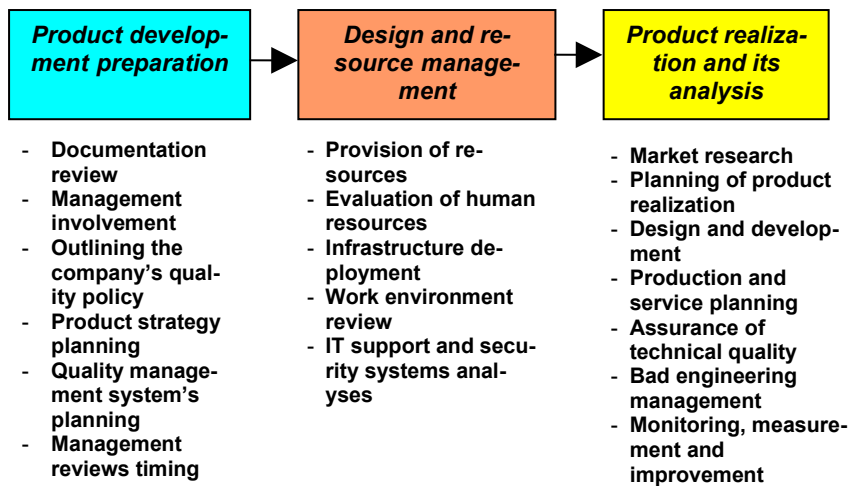 Product develop-
ment preparation
Design and re-
source manage-
ment
Product realiza-
tion and its
analysis
- Documentation
review
- Management
involvement
- Outlining the
company's qual-
ity policy
- Product strategy
planning
- Quality manage-
ment system's
planning
- Management
reviews timing
- Provision of re-
sources
- Evaluation of human
resources
- Infrastructure de-
ployment
- Work environment
review
- IT support and secu-
rity systems anal-
yses
- Market research
- Planning of product
realization
- Design and develop-
ment
- Production and
service planning
- Assurance of
technical quality
- Bad engineering
management
- Monitoring, measure-
ment and
improvement